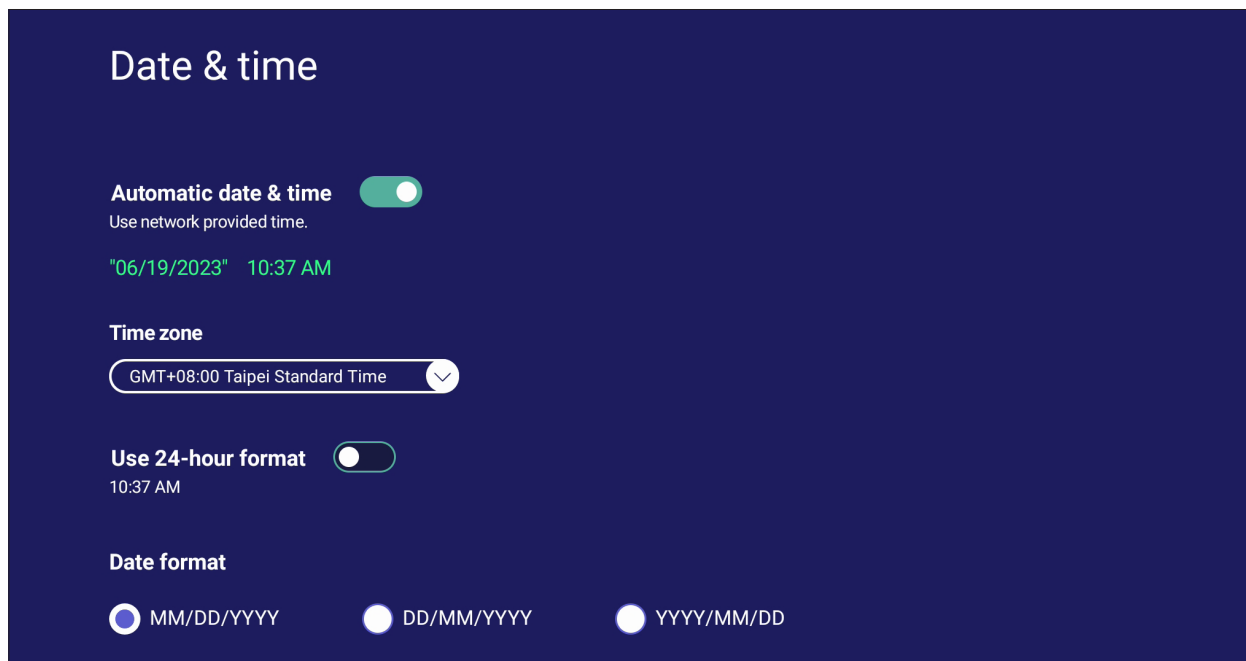 Date & time
Automatic date & time
Use network provided time.
"06/19/2023" 10:37 AM
Time zone
GMT+08:00 Taipei Standard Time
Use 24-hour format
10:37 AM
Date format
MM/DD/YYYY DD/MM/YYYY YYYY/MM/DD